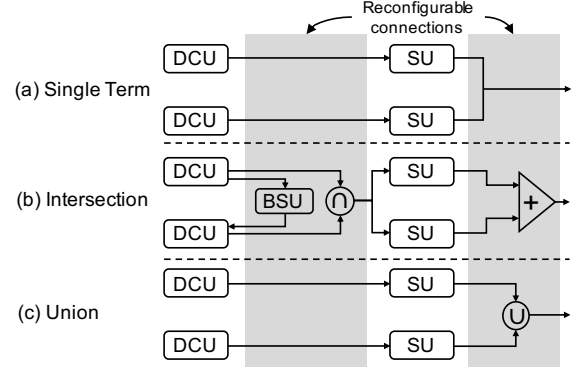 Reconfigurable
connections
DCU SU
(a) Single Term
DCU SU
DCU SU
(b) Intersection BSU ∩ +
DCU SU
DCU SU
(c) Union ∪
DCU SU